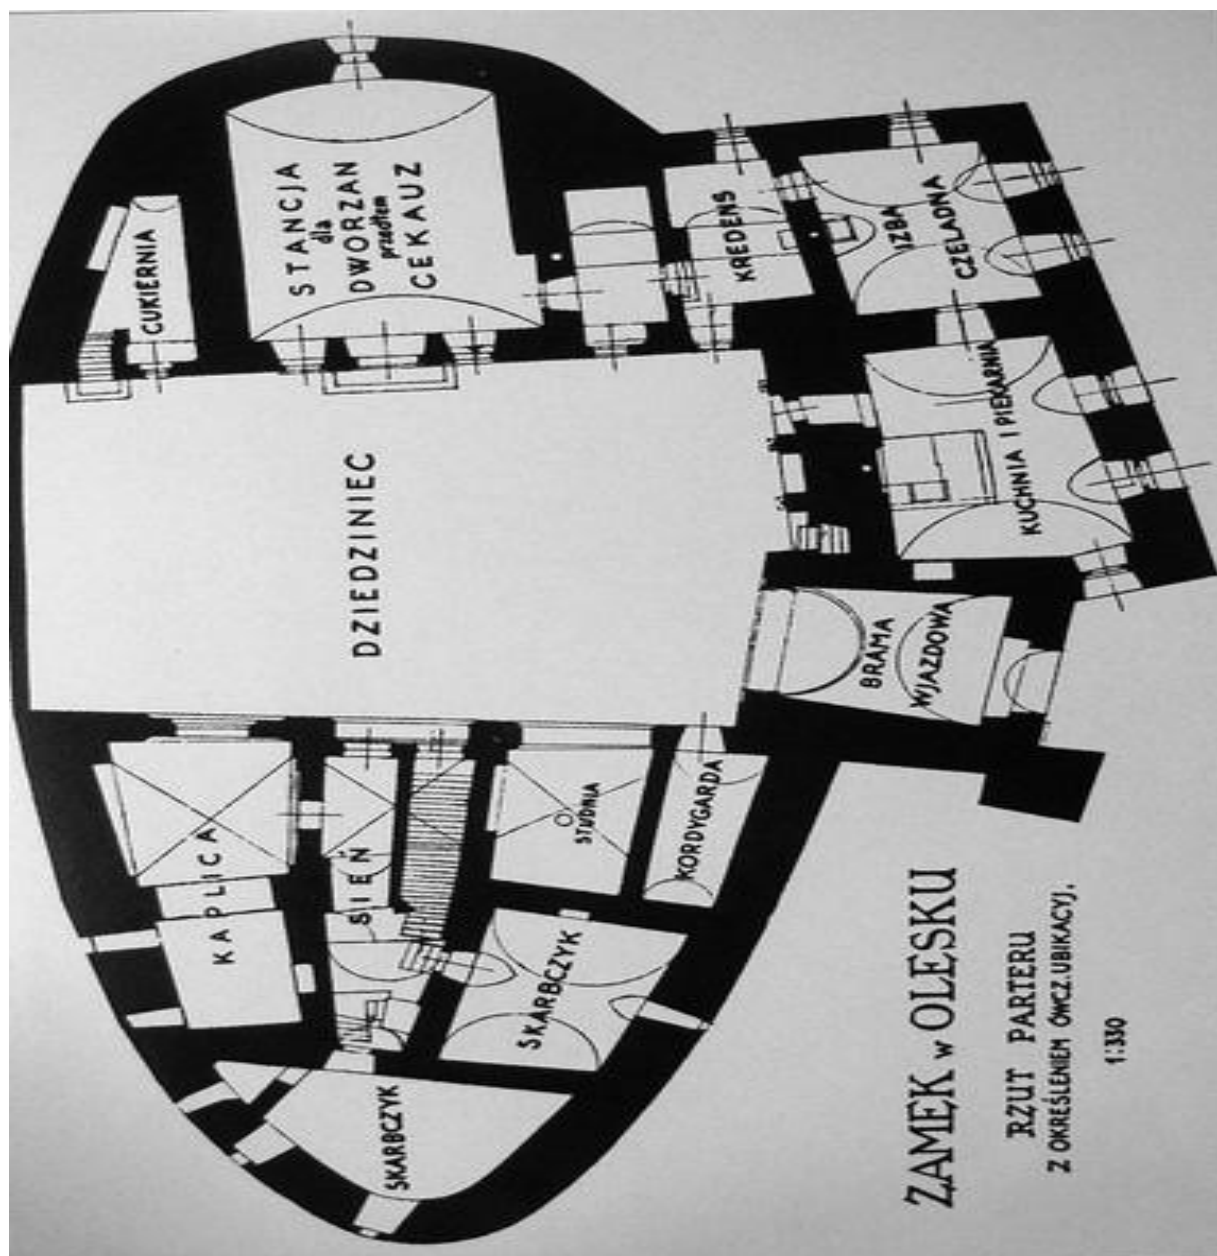 STANCJA
dla
DWORZAN
przedtem
CEKAUZ
CUKIERNIA
KREDENS
IZBA
CZELADNA
KUCHNIA I PIEKARNIA
DZIEDZINIEC
BRAMA
WJAZDOWA
KAPLICA
SIEŃ
STUDNIA
KORDYGARDA
SKARBCZYK
SKARBCZYK
ZAMEK w OLESKU
RZUT PARTERU
Z OKREŚLENIEM ÓWCZ. UBIKACYJ.
1:330